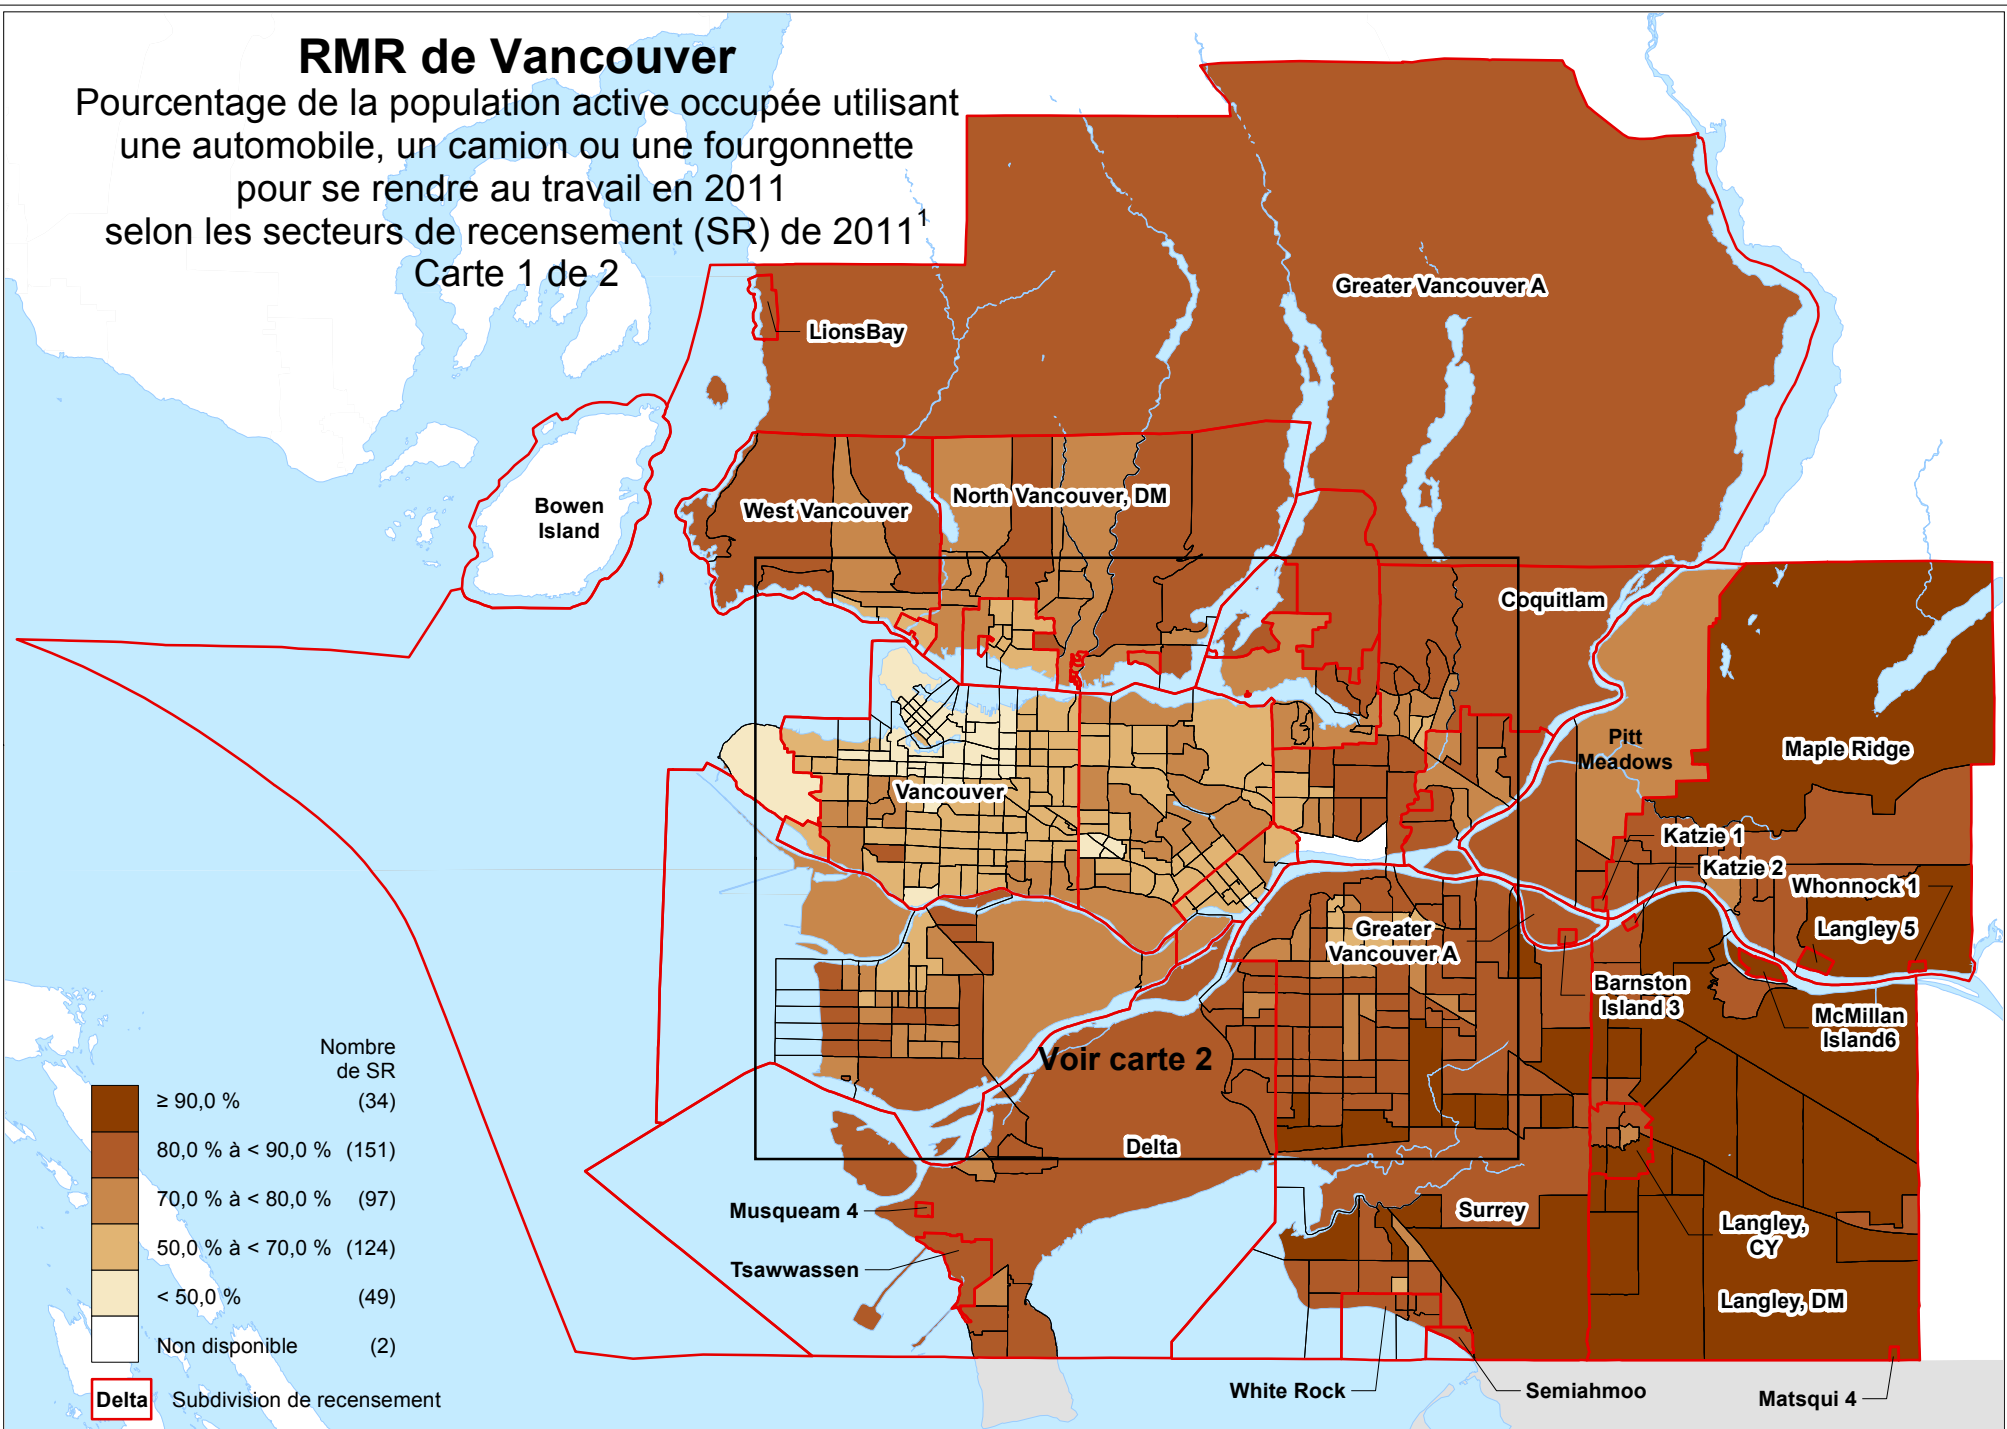 RMR de Vancouver
Pourcentage de la population active occupée utilisant
une automobile, un camion ou une fourgonnette
pour se rendre au travail en 2011
selon les secteurs de recensement (SR) de 2011¹
Carte 1 de 2
Greater Vancouver A
LionsBay
Bowen
Island
West Vancouver
North Vancouver, DM
Coquitlam
Pitt
Meadows
Maple Ridge
Vancouver
Katzie 1
Katzie 2
Whonnock 1
Langley 5
Greater
Vancouver A
Barnston
Island 3
McMillan
Island6
Voir carte 2
Delta
Musqueam 4
Tsawwassen
Surrey
Langley,
CY
Langley, DM
White Rock
Semiahmoo
Matsqui 4
Nombre
de SR
≥ 90,0 % (34)
80,0 % à < 90,0 % (151)
70,0 % à < 80,0 % (97)
50,0 % à < 70,0 % (124)
< 50,0 % (49)
Non disponible (2)
Delta Subdivision de recensement